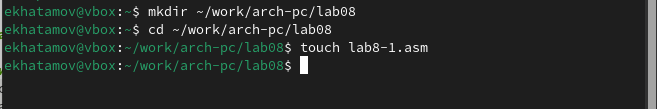 ekhatamov@vbox:~$ mkdir ~/work/arch-pc/lab08
ekhatamov@vbox:~$ cd ~/work/arch-pc/lab08
ekhatamov@vbox:~/work/arch-pc/lab08$ touch lab8-1.asm
ekhatamov@vbox:~/work/arch-pc/lab08$